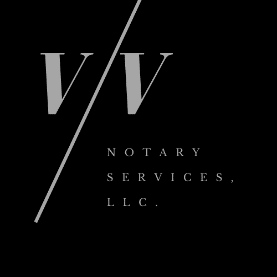 V/V
NOTARY
SERVICES,
LLC.